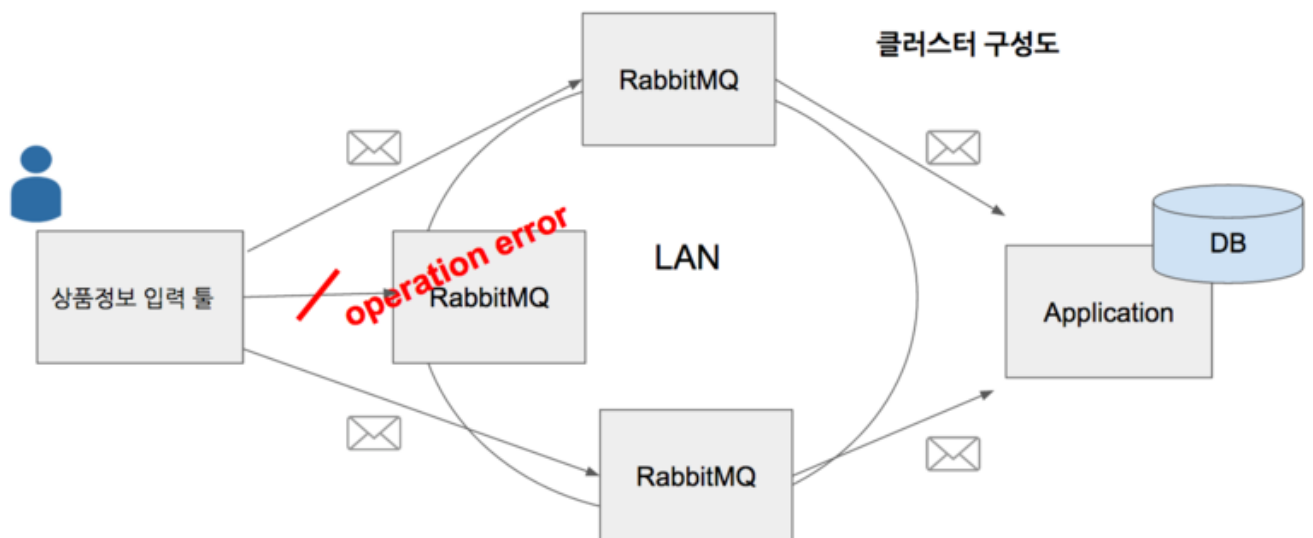 클러스터 구성도
RabbitMQ
operation error
LAN
DB
상품정보 입력 툴
RabbitMQ
Application
RabbitMQ